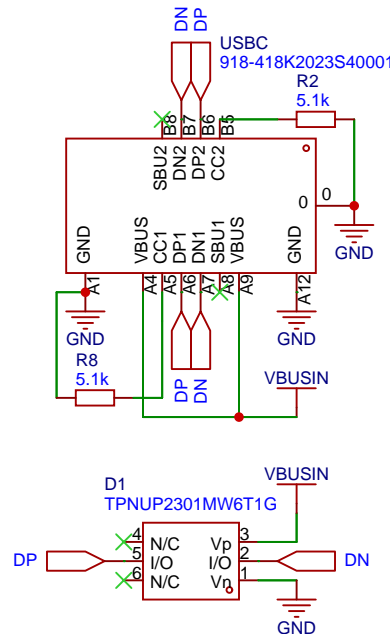 DN
DP
USBC
918-418K2023S40001
R2
5.1k
B8
B7
B6
B5
SBU2
DN2
DP2
CC2
0
0
GND
GND
VBUS
CC1
DP1
DN1
SBU1
VBUS
GND
A1
A4
A5
A6
A7
A8
A9
A12
GND
GND
R8
5.1k
DP
DN
VBUSIN
D1
TPNUP2301MW6T1G
VBUSIN
4
N/C
Vp
3
DP
5
I/O
I/O
2
DN
6
N/C
Vn
1
GND